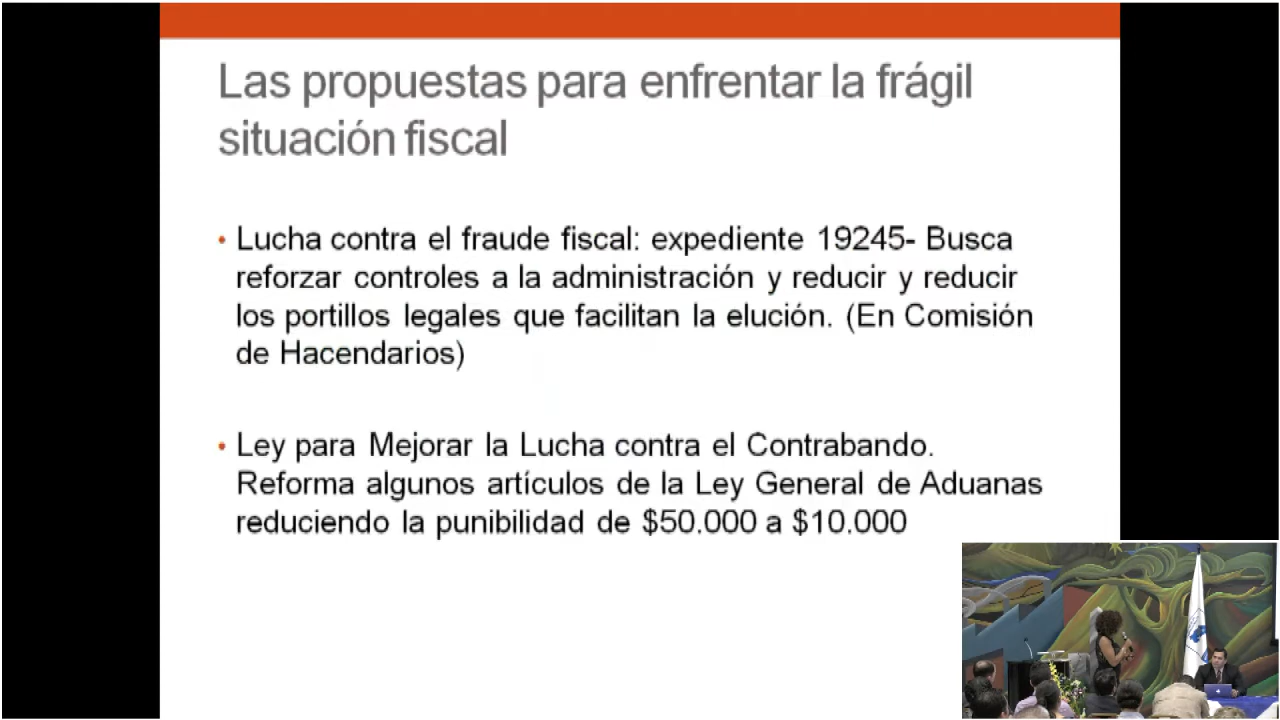 Las propuestas para enfrentar la frágil
situación fiscal
• Lucha contra el fraude fiscal: expediente 19245- Busca
reforzar controles a la administración y reducir y reducir
los portillos legales que facilitan la elución. (En Comisión
de Hacendarios)
• Ley para Mejorar la Lucha contra el Contrabando.
Reforma algunos artículos de la Ley General de Aduanas
reduciendo la punibilidad de $50.000 a $10.000